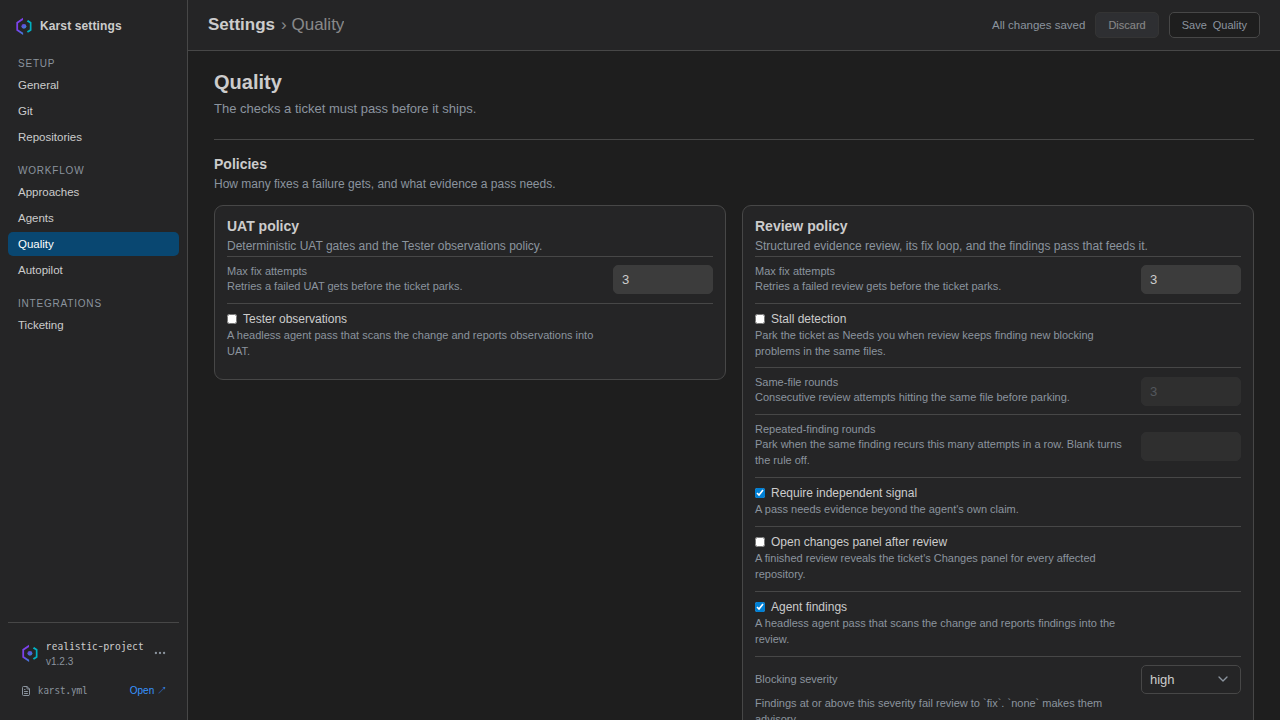 Karst settings
SETUP
General
Git
Repositories
WORKFLOW
Approaches
Agents
Quality
Autopilot
INTEGRATIONS
Ticketing
realistic-project
v1.2.3
karst.yml
Open ↗
Settings › Quality
All changes saved
Discard
Save Quality
Quality
The checks a ticket must pass before it ships.
Policies
How many fixes a failure gets, and what evidence a pass needs.
UAT policy
Deterministic UAT gates and the Tester observations policy.
Max fix attempts
3
Retries a failed UAT gets before the ticket parks.
Tester observations
A headless agent pass that scans the change and reports observations into
UAT.
Review policy
Structured evidence review, its fix loop, and the findings pass that feeds it.
Max fix attempts
3
Retries a failed review gets before the ticket parks.
Stall detection
Park the ticket as Needs you when review keeps finding new blocking
problems in the same files.
Same-file rounds
3
Consecutive review attempts hitting the same file before parking.
Repeated-finding rounds
Park when the same finding recurs this many attempts in a row. Blank turns
the rule off.
Require independent signal
A pass needs evidence beyond the agent's own claim.
Open changes panel after review
A finished review reveals the ticket's Changes panel for every affected
repository.
Agent findings
A headless agent pass that scans the change and reports findings into the
review.
Blocking severity
high
Findings at or above this severity fail review to `fix`. `none` makes them
advisory.